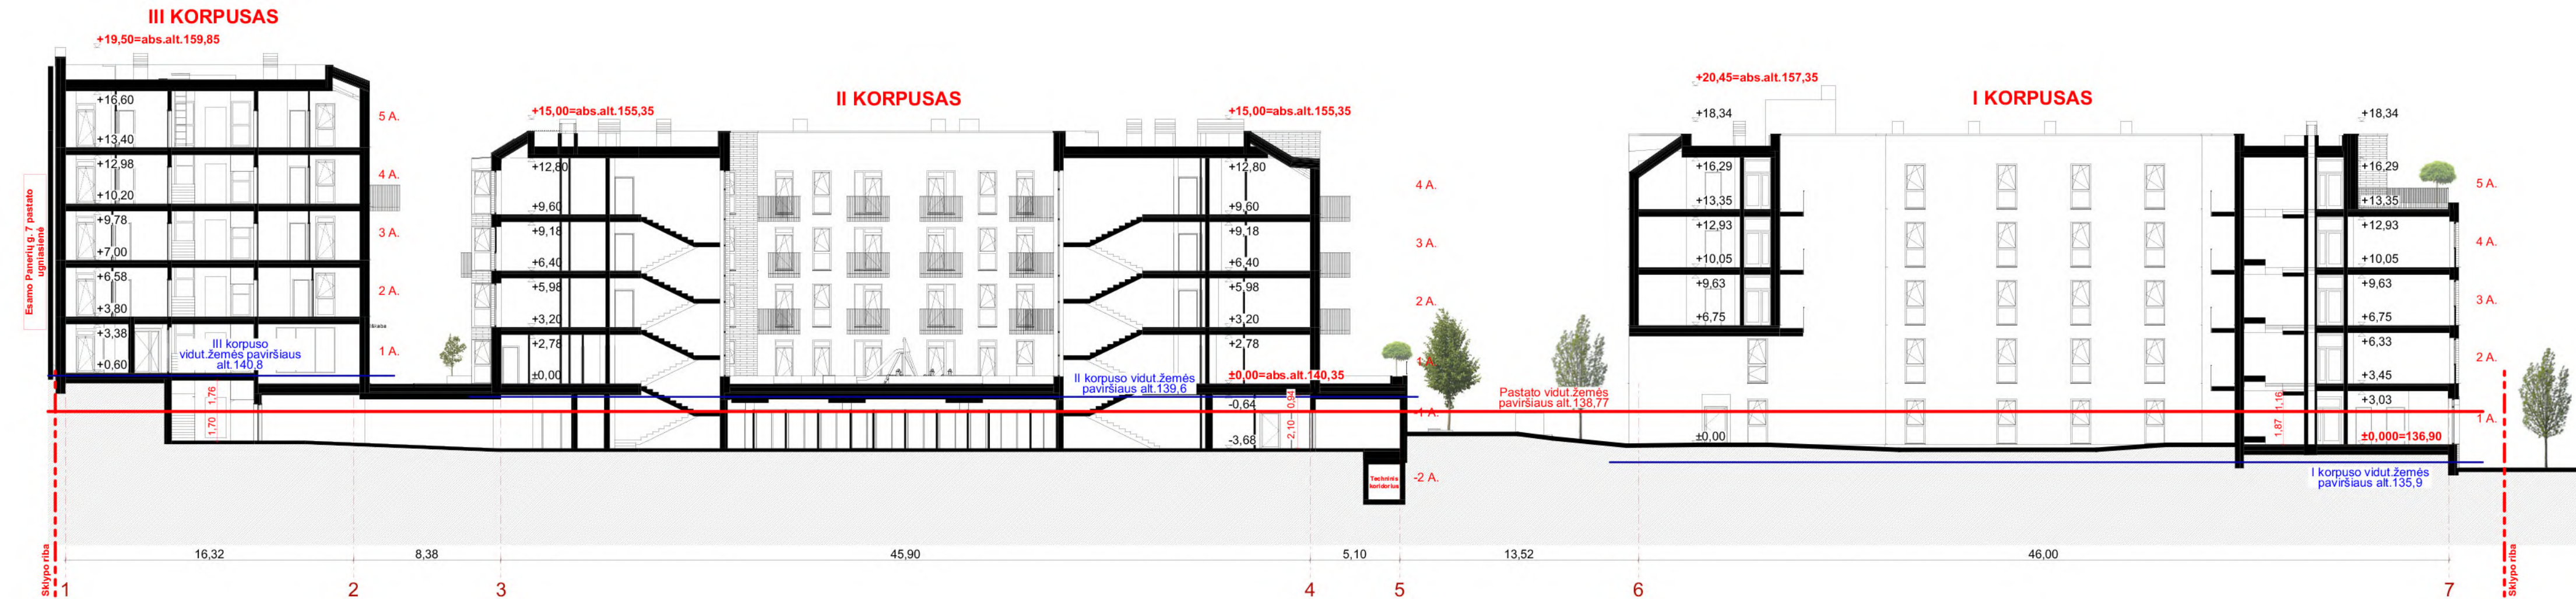 III KORPUSAS
+19,50=abs.alt.159,85
+16,60
+13,40
+12,98
+10,20
+9,78
+7,00
+6,58
+3,80
+3,38
+0,60
5 A.
4 A.
3 A.
2 A.
1 A.
Esamo Panerių g. 7 pastato
ugniasienė
III korpuso
vidut.žemės paviršiaus
alt.140,8
1,76
1,70
II KORPUSAS
+15,00=abs.alt.155,35
+12,80
+9,60
+9,18
+6,40
+5,98
+3,20
+2,78
±0,00
+15,00=abs.alt.155,35
+12,80
+9,60
+9,18
+6,40
+5,98
+3,20
+2,78
±0,00=abs.alt.140,35
-0,64
-3,68
0,94
2,10
II korpuso vidut.žemės
paviršiaus alt.139,6
4 A.
3 A.
2 A.
1 A.
-1 A.
-2 A.
Techninis
koridorius
Pastato vidut.žemės
paviršiaus alt.138,77
I KORPUSAS
+20,45=abs.alt.157,35
+18,34
+16,29
+13,35
+12,93
+10,05
+9,63
+6,75
±0,00
+18,34
+16,29
+13,35
+12,93
+10,05
+9,63
+6,75
+6,33
+3,45
+3,03
±0,000=136,90
1,16
1,87
5 A.
4 A.
3 A.
2 A.
1 A.
I korpuso vidut.žemės
paviršiaus alt.135,9
16,32
8,38
45,90
5,10
13,52
46,00
Sklypo riba
1
2
3
4
5
6
7
Sklypo riba